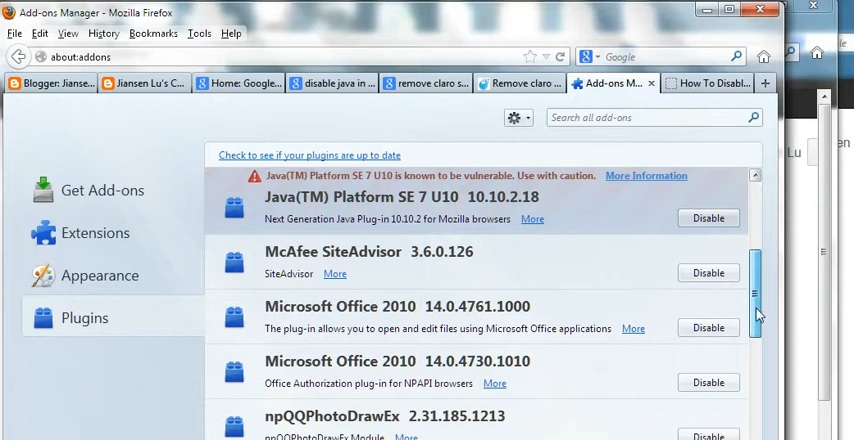 Add-ons Manager - Mozilla Firefox
File Edit View History Bookmarks Tools Help
about:addons
Google
Blogger: Jianse...
Jiansen Lu's C...
Home: Google...
disable java in ...
remove claro s...
Remove claro ...
Add-ons M...
How To Disabl...
Search all add-ons
Check to see if your plugins are up to date
Get Add-ons
Extensions
Appearance
Plugins
Java(TM) Platform SE 7 U10 is known to be vulnerable. Use with caution. More Information
Java(TM) Platform SE 7 U10 10.10.2.18
Next Generation Java Plug-in 10.10.2 for Mozilla browsers More
Disable
McAfee SiteAdvisor 3.6.0.126
SiteAdvisor More
Disable
Microsoft Office 2010 14.0.4761.1000
The plug-in allows you to open and edit files using Microsoft Office applications More
Disable
Microsoft Office 2010 14.0.4730.1010
Office Authorization plug-in for NPAPI browsers More
Disable
npQQPhotoDrawEx 2.31.185.1213
npQQPhotoDrawEx Module More
Disable
Lu
en